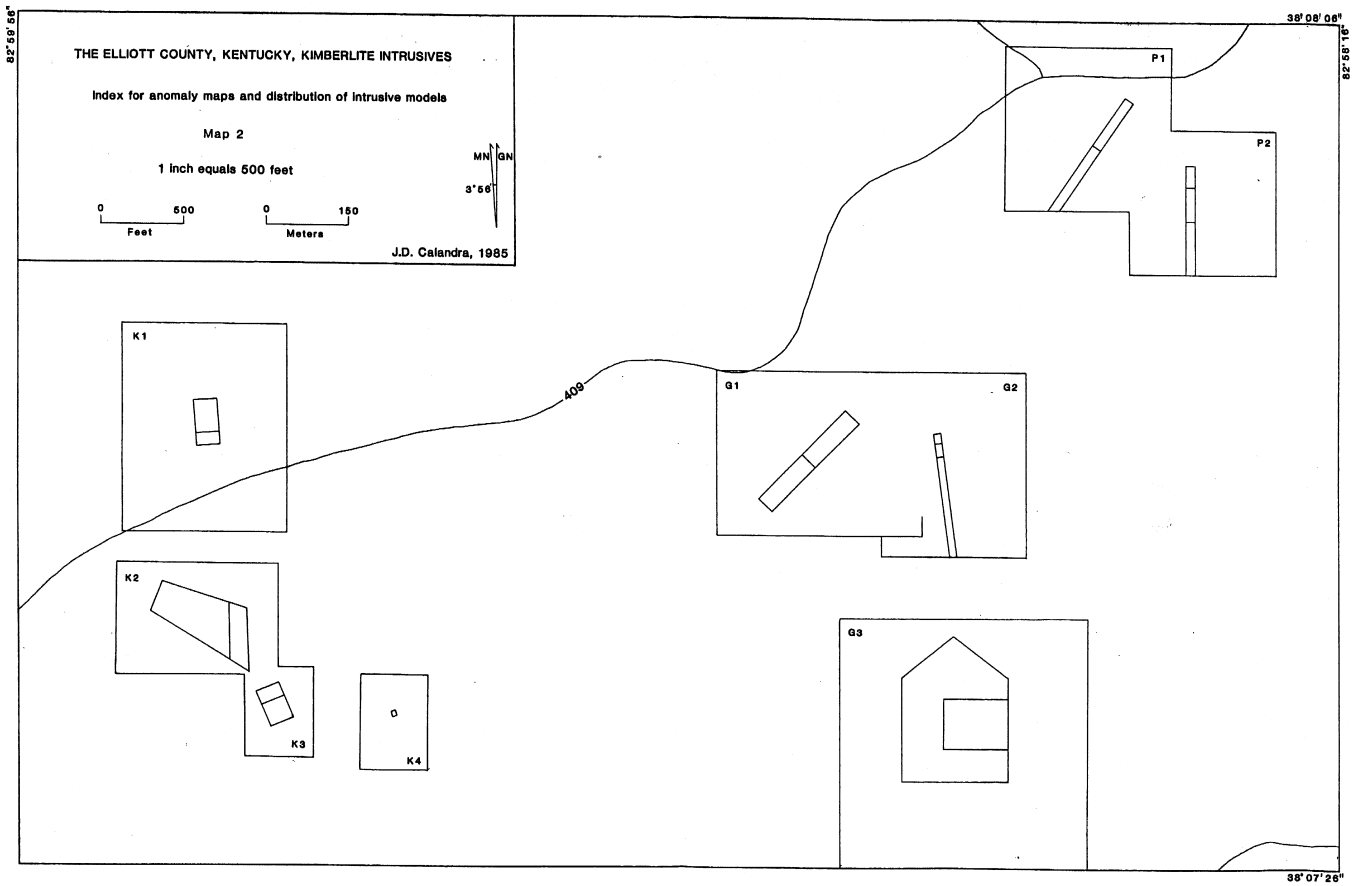 82°59'56"
38°08'06"
82°58'16"
THE ELLIOTT COUNTY, KENTUCKY, KIMBERLITE INTRUSIVES
Index for anomaly maps and distribution of intrusive models
Map 2
1 inch equals 500 feet
MN GN
3°56'
0 500
Feet
0 150
Meters
J.D. Calandra, 1985
P1
P2
K1
409
G1
G2
K2
K3
K4
G3
38°07'26"